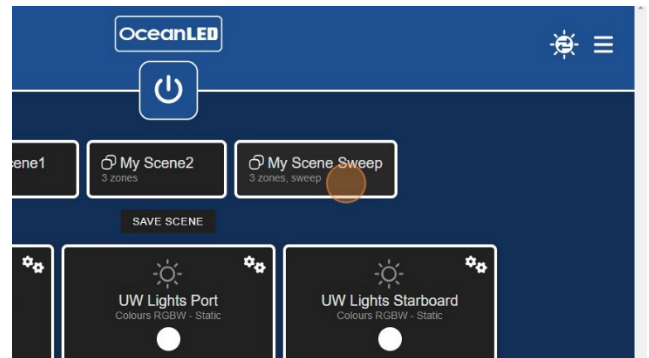 OceanLED
ene1
My Scene2
3 zones
My Scene Sweep
3 zones, sweep
SAVE SCENE
UW Lights Port
Colours RGBW - Static
UW Lights Starboard
Colours RGBW - Static